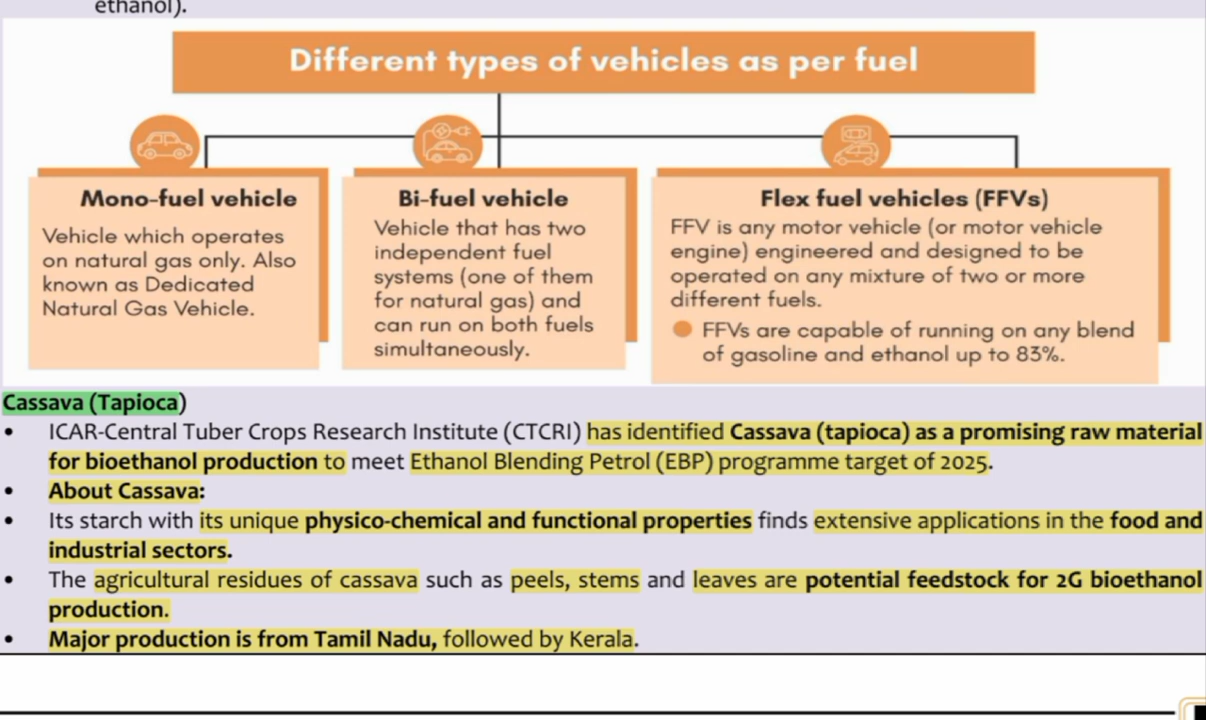 ethanol).
Different types of vehicles as per fuel
Mono-fuel vehicle
Vehicle which operates
on natural gas only. Also
known as Dedicated
Natural Gas Vehicle.
Bi-fuel vehicle
Vehicle that has two
independent fuel
systems (one of them
for natural gas) and
can run on both fuels
simultaneously.
Flex fuel vehicles (FFVs)
FFV is any motor vehicle (or motor vehicle
engine) engineered and designed to be
operated on any mixture of two or more
different fuels.
FFVs are capable of running on any blend
of gasoline and ethanol up to 83%.
Cassava (Tapioca)
• ICAR-Central Tuber Crops Research Institute (CTCRI) has identified Cassava (tapioca) as a promising raw material
for bioethanol production to meet Ethanol Blending Petrol (EBP) programme target of 2025.
• About Cassava:
• Its starch with its unique physico-chemical and functional properties finds extensive applications in the food and
industrial sectors.
• The agricultural residues of cassava such as peels, stems and leaves are potential feedstock for 2G bioethanol
production.
• Major production is from Tamil Nadu, followed by Kerala.